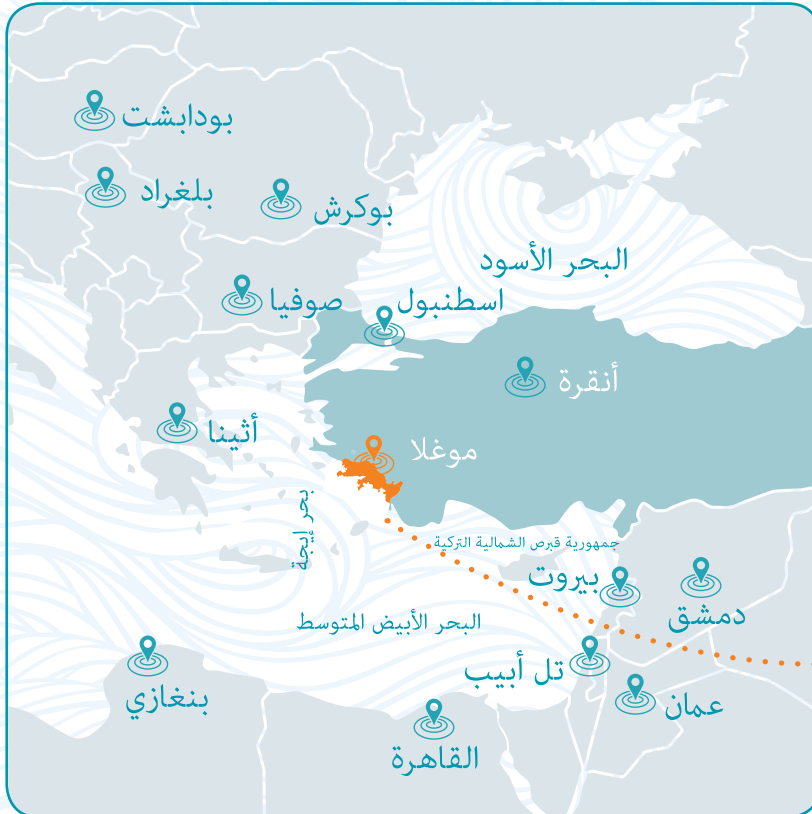 بودابشت
بلغراد
بوكرش
البحر الأسود
صوفيا
اسطنبول
أنقرة
أثينا
موغلا
بحر إيجة
جمهورية قبرص الشمالية التركية
بيروت
دمشق
البحر الأبيض المتوسط
تل أبيب
بنغازي
عمان
القاهرة